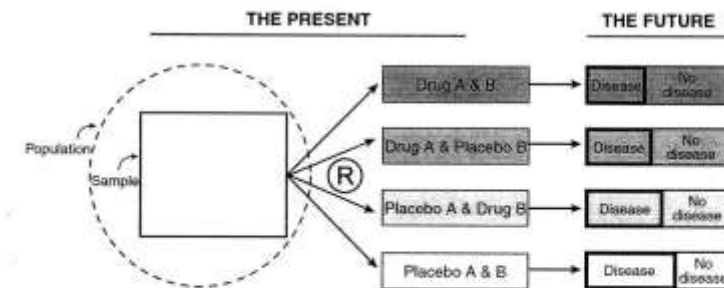 THE PRESENT
THE FUTURE
Population
Sample
R
Drug A & B
Disease
No
disease
Drug A & Placebo B
Disease
No
disease
Placebo A & Drug B
Disease
No
disease
Placebo A & B
Disease
No
disease